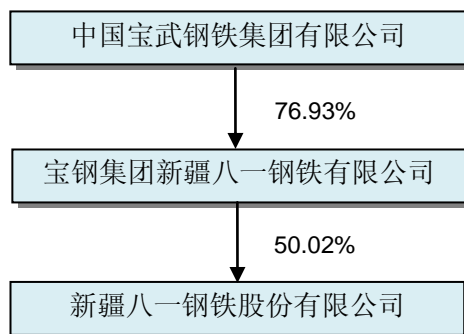 中国宝武钢铁集团有限公司
76.93%
宝钢集团新疆八一钢铁有限公司
50.02%
新疆八一钢铁股份有限公司